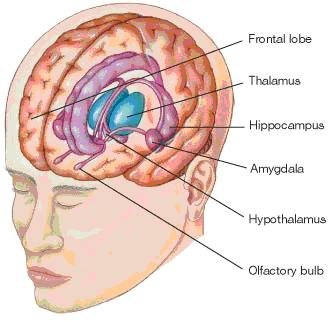 Frontal lobe
Thalamus
Hippocampus
Amygdala
Hypothalamus
Olfactory bulb